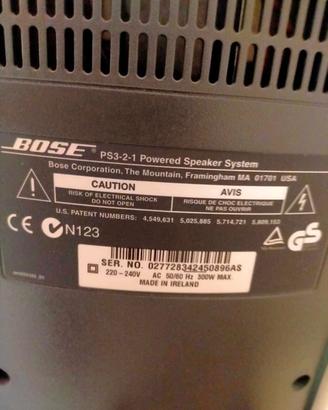 BOSE® PS3-2-1 Powered Speaker System
Bose Corporation, The Mountain, Framingham MA 01701 USA
CAUTION
RISK OF ELECTRICAL SHOCK
DO NOT OPEN
AVIS
RISQUE DE CHOC ELECTRIQUE
NE PAS OUVRIR
U.S. PATENT NUMBERS: 4,549,631 5,025,885 5,714,721 5,809,153
CE N123 GS
SER. NO. 027728342450896AS
220-240V AC 50/60 Hz 300W MAX.
MADE IN IRELAND